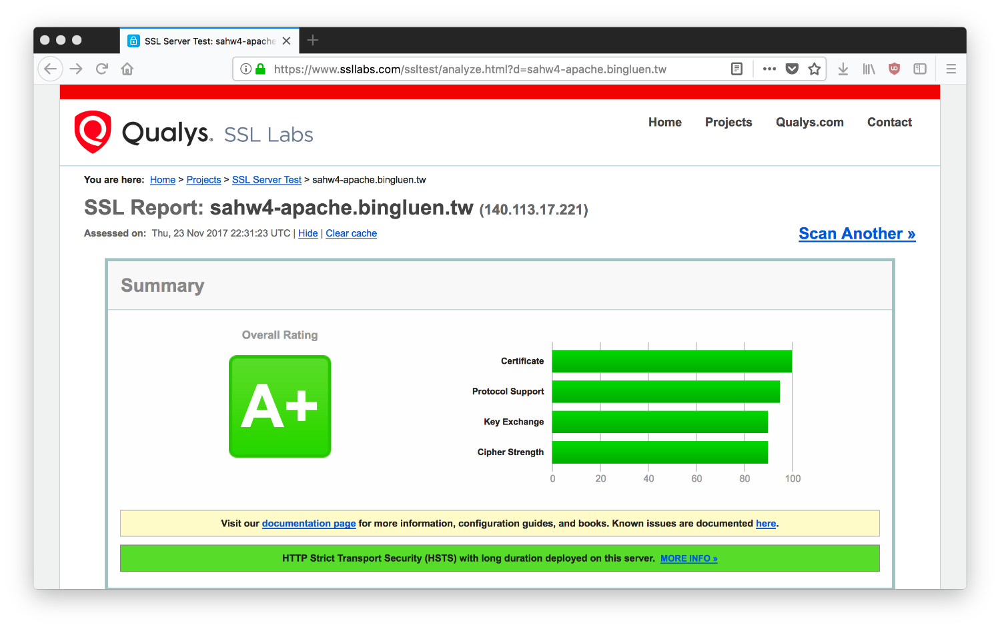 SSL Server Test: sahw4-apache
https://www.ssllabs.com/ssltest/analyze.html?d=sahw4-apache.bingluen.tw
Qualys. SSL Labs
Home Projects Qualys.com Contact
You are here: Home > Projects > SSL Server Test > sahw4-apache.bingluen.tw
SSL Report: sahw4-apache.bingluen.tw (140.113.17.221)
Assessed on: Thu, 23 Nov 2017 22:31:23 UTC | Hide | Clear cache
Scan Another »
Summary
Overall Rating
A+
Certificate
Protocol Support
Key Exchange
Cipher Strength
0 20 40 60 80 100
Visit our documentation page for more information, configuration guides, and books. Known issues are documented here.
HTTP Strict Transport Security (HSTS) with long duration deployed on this server. MORE INFO »